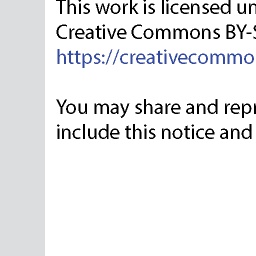 This work is licensed un
Creative Commons BY-S
https://creativecommo
You may share and repr
include this notice and